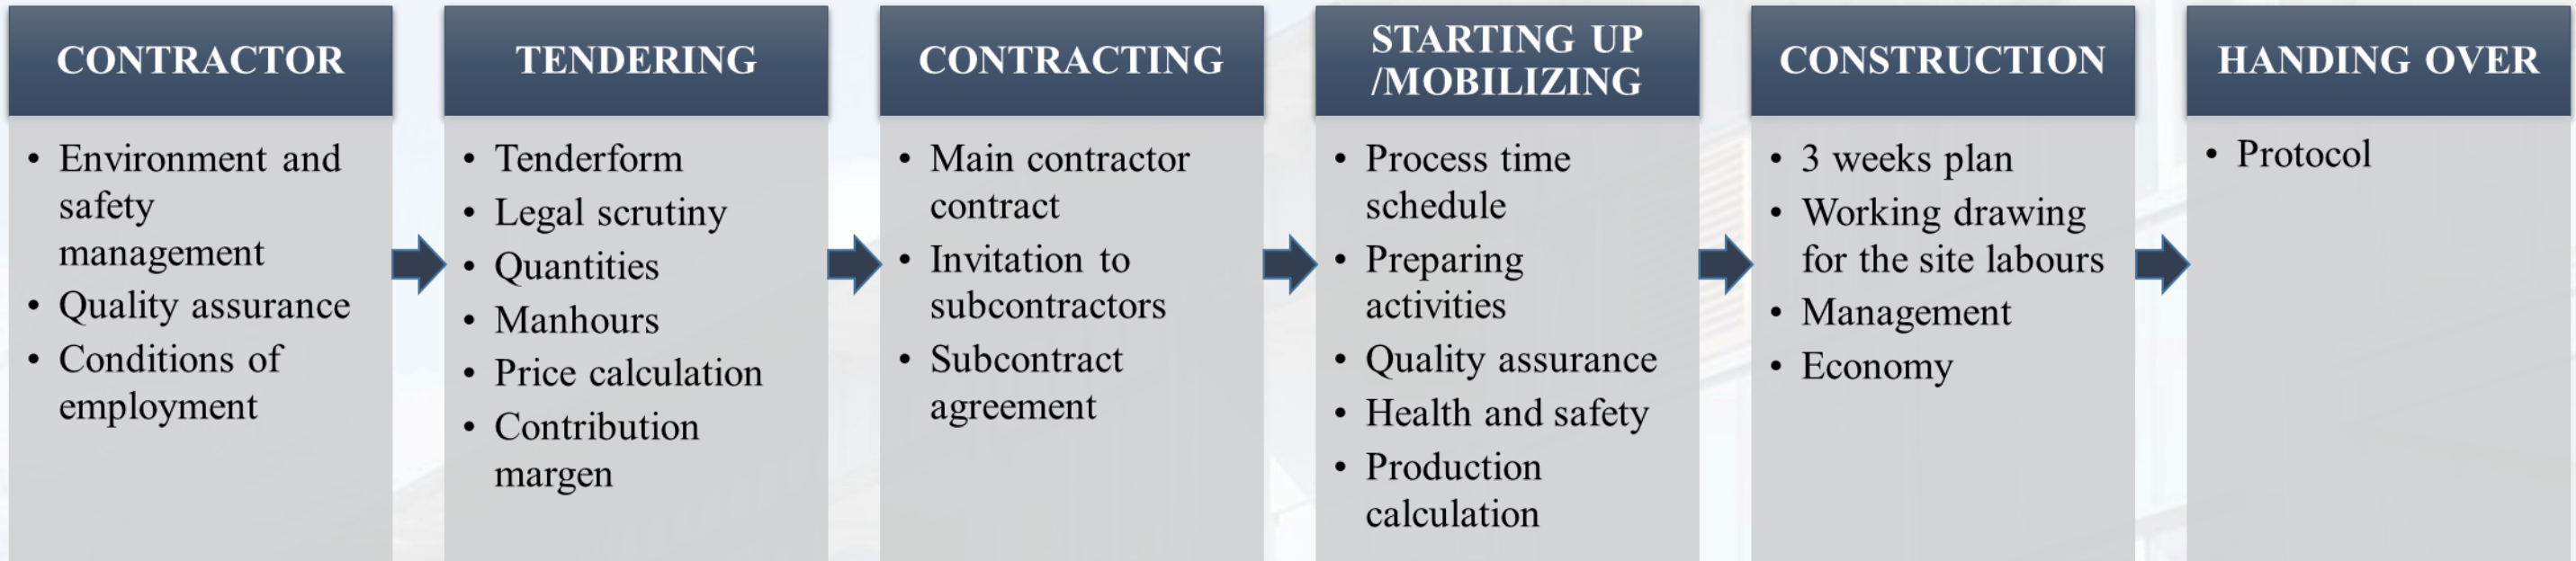 CONTRACTOR
• Environment and
safety
management
• Quality assurance
• Conditions of
employment
TENDERING
• Tenderform
• Legal scrutiny
• Quantities
• Manhours
• Price calculation
• Contribution
margen
CONTRACTING
• Main contractor
contract
• Invitation to
subcontractors
• Subcontract
agreement
STARTING UP
/MOBILIZING
• Process time
schedule
• Preparing
activities
• Quality assurance
• Health and safety
• Production
calculation
CONSTRUCTION
• 3 weeks plan
• Working drawing
for the site labours
• Management
• Economy
HANDING OVER
• Protocol